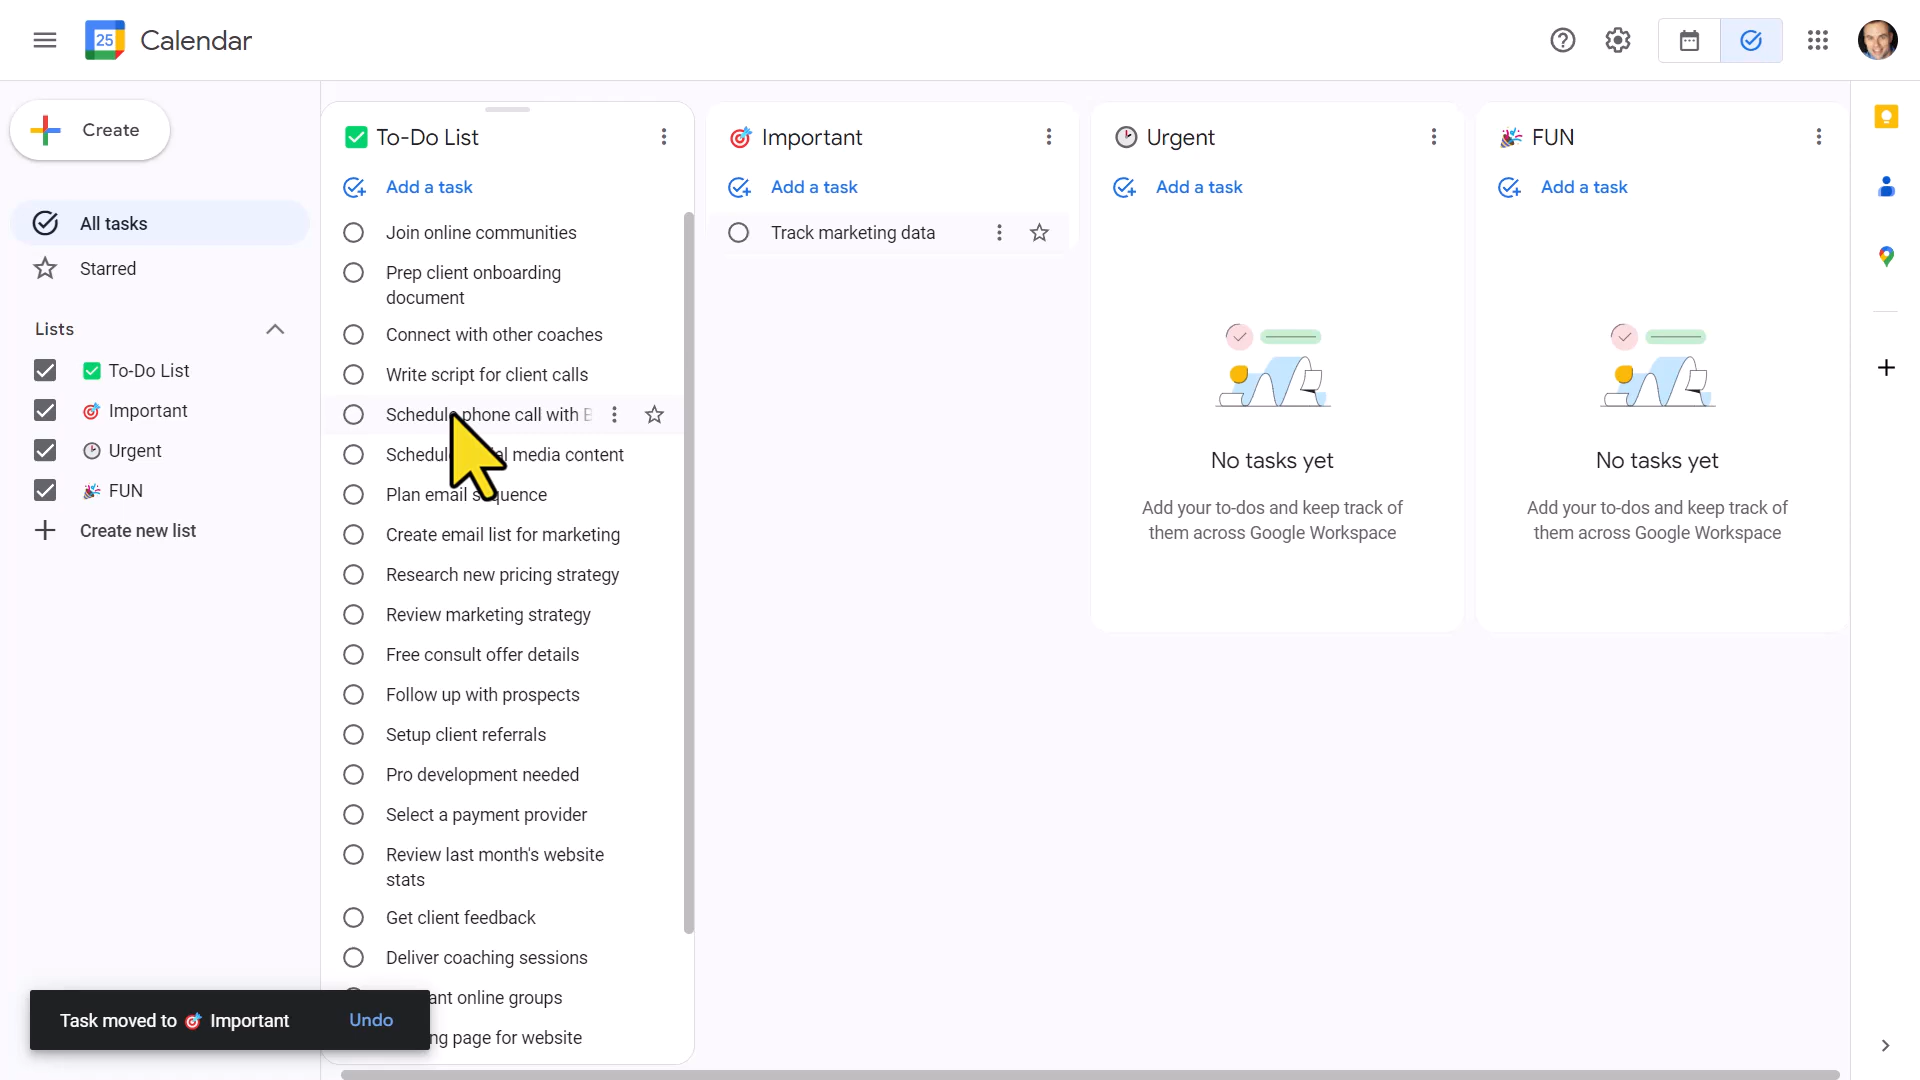 25 Calendar
Create
All tasks
Starred
Lists
To-Do List
Important
Urgent
FUN
Create new list
To-Do List
Add a task
Join online communities
Prep client onboarding
document
Connect with other coaches
Write script for client calls
Schedule phone call with
media content
Plan email
Create email list for marketing
Research new pricing strategy
Review marketing strategy
Free consult offer details
Follow up with prospects
Setup client referrals
Pro development needed
Select a payment provider
Review last month's website
stats
Get client feedback
Deliver coaching sessions
online groups
page for website
Important
Add a task
Track marketing data
Urgent
Add a task
No tasks yet
Add your to-dos and keep track of
them across Google Workspace
FUN
Add a task
No tasks yet
Add your to-dos and keep track of
them across Google Workspace
Task moved to 🎯 Important Undo